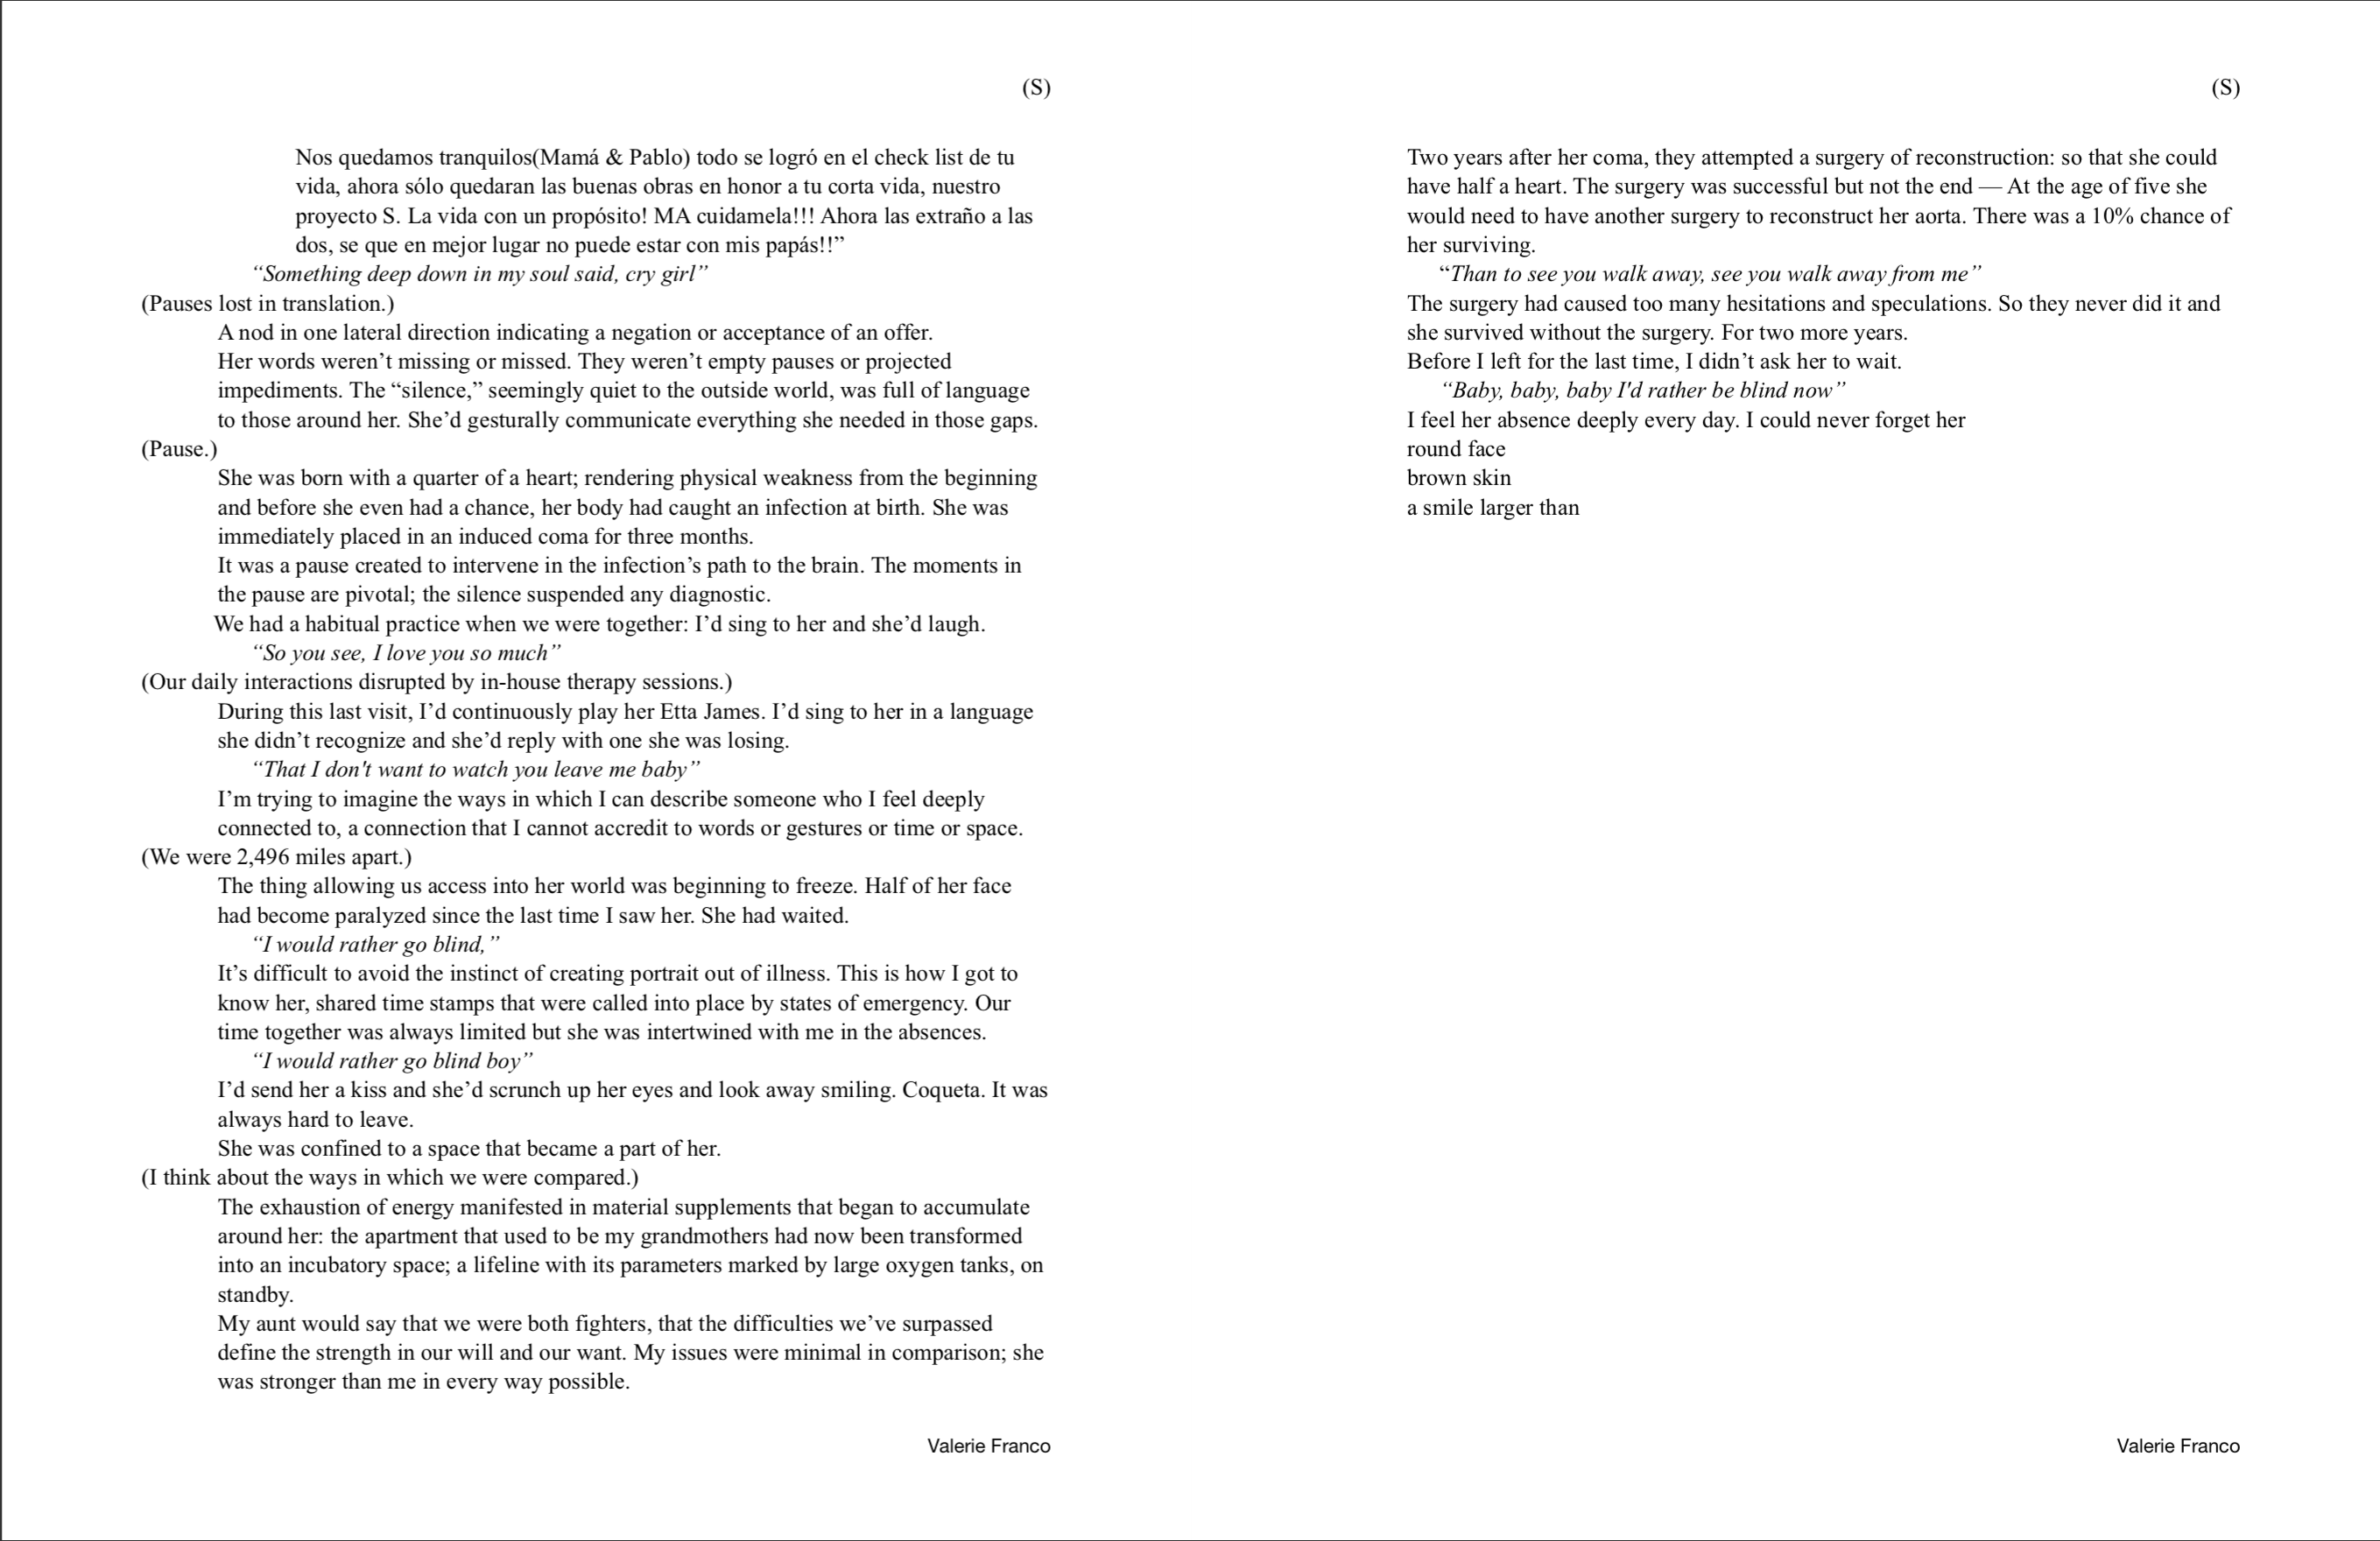 (S)
Nos quedamos tranquilos(Mamá & Pablo) todo se logró en el check list de tu
vida, ahora sólo quedaran las buenas obras en honor a tu corta vida, nuestro
proyecto S. La vida con un propósito! MA cuidamela!!! Ahora las extraño a las
dos, se que en mejor lugar no puede estar con mis papás!!”
“Something deep down in my soul said, cry girl”
(Pauses lost in translation.)
A nod in one lateral direction indicating a negation or acceptance of an offer.
Her words weren’t missing or missed. They weren’t empty pauses or projected
impediments. The “silence,” seemingly quiet to the outside world, was full of language
to those around her. She’d gesturally communicate everything she needed in those gaps.
(Pause.)
She was born with a quarter of a heart; rendering physical weakness from the beginning
and before she even had a chance, her body had caught an infection at birth. She was
immediately placed in an induced coma for three months.
It was a pause created to intervene in the infection’s path to the brain. The moments in
the pause are pivotal; the silence suspended any diagnostic.
We had a habitual practice when we were together: I’d sing to her and she’d laugh.
“So you see, I love you so much”
(Our daily interactions disrupted by in-house therapy sessions.)
During this last visit, I’d continuously play her Etta James. I’d sing to her in a language
she didn’t recognize and she’d reply with one she was losing.
“That I don't want to watch you leave me baby”
I’m trying to imagine the ways in which I can describe someone who I feel deeply
connected to, a connection that I cannot accredit to words or gestures or time or space.
(We were 2,496 miles apart.)
The thing allowing us access into her world was beginning to freeze. Half of her face
had become paralyzed since the last time I saw her. She had waited.
“I would rather go blind,”
It’s difficult to avoid the instinct of creating portrait out of illness. This is how I got to
know her, shared time stamps that were called into place by states of emergency. Our
time together was always limited but she was intertwined with me in the absences.
“I would rather go blind boy”
I’d send her a kiss and she’d scrunch up her eyes and look away smiling. Coqueta. It was
always hard to leave.
She was confined to a space that became a part of her.
(I think about the ways in which we were compared.)
The exhaustion of energy manifested in material supplements that began to accumulate
around her: the apartment that used to be my grandmothers had now been transformed
into an incubatory space; a lifeline with its parameters marked by large oxygen tanks, on
standby.
My aunt would say that we were both fighters, that the difficulties we’ve surpassed
define the strength in our will and our want. My issues were minimal in comparison; she
was stronger than me in every way possible.
Valerie Franco
(S)
Two years after her coma, they attempted a surgery of reconstruction: so that she could
have half a heart. The surgery was successful but not the end — At the age of five she
would need to have another surgery to reconstruct her aorta. There was a 10% chance of
her surviving.
“Than to see you walk away, see you walk away from me”
The surgery had caused too many hesitations and speculations. So they never did it and
she survived without the surgery. For two more years.
Before I left for the last time, I didn’t ask her to wait.
“Baby, baby, baby I'd rather be blind now”
I feel her absence deeply every day. I could never forget her
round face
brown skin
a smile larger than
Valerie Franco